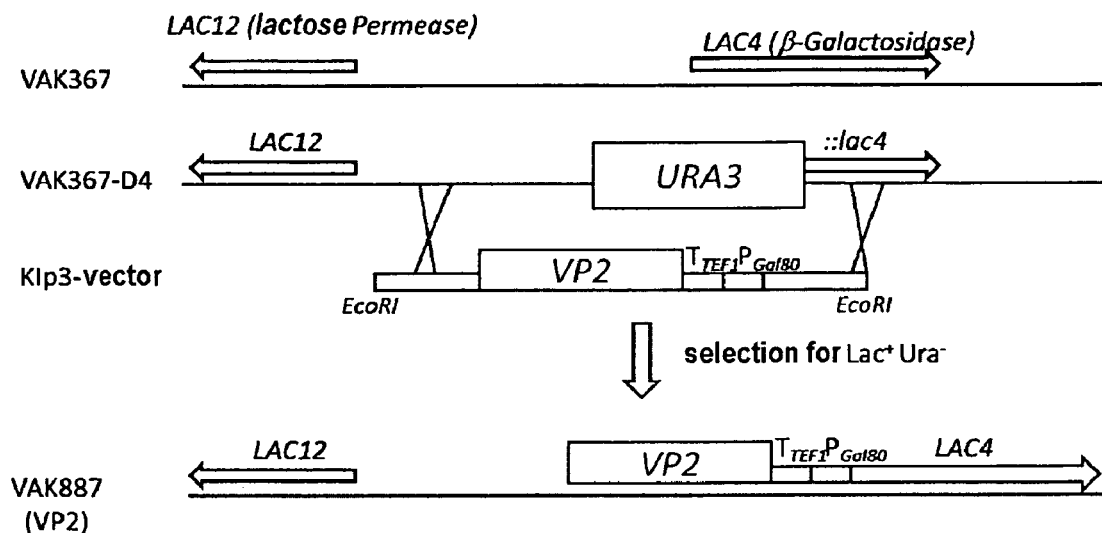 LAC12 (lactose Permease)
LAC4 (β-Galactosidase)
VAK367
LAC12
::lac4
VAK367-D4
URA3
Klp3-vector
VP2
TTEF1PGal80
EcoRI
EcoRI
selection for Lac⁺ Ura⁻
LAC12
VP2
TTEF1PGal80
LAC4
VAK887
(VP2)